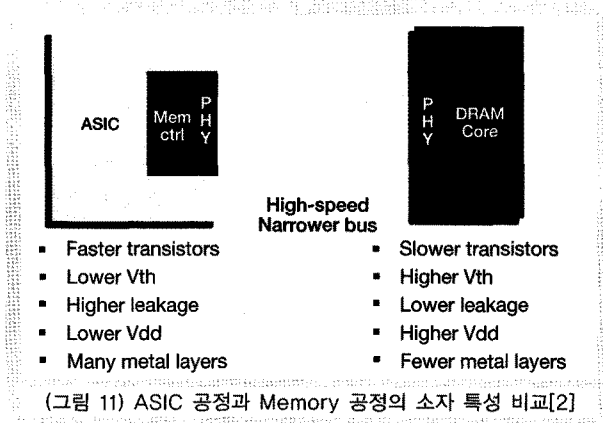 ASIC
Mem
ctrl
P
H
Y
P
H
Y
DRAM
Core
High-speed
Narrower bus
▪ Faster transistors
▪ Lower Vth
▪ Higher leakage
▪ Lower Vdd
▪ Many metal layers
▪ Slower transistors
▪ Higher Vth
▪ Lower leakage
▪ Higher Vdd
▪ Fewer metal layers
(그림 11) ASIC 공정과 Memory 공정의 소자 특성 비교[2]